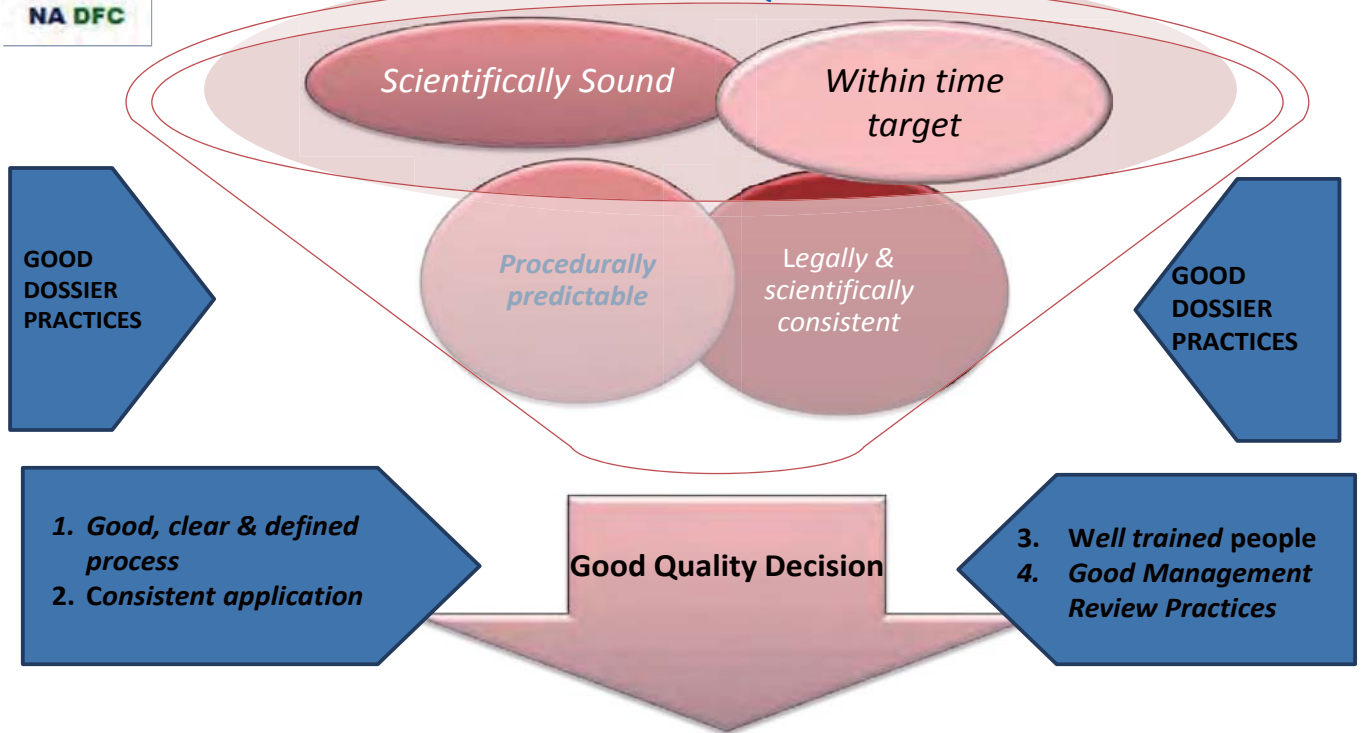 NA DFC
Scientifically Sound
Within time
target
Procedurally
predictable
Legally &
scientifically
consistent
GOOD
DOSSIER
PRACTICES
GOOD
DOSSIER
PRACTICES
1. Good, clear & defined
process
2. Consistent application
Good Quality Decision
3. Well trained people
4. Good Management
Review Practices